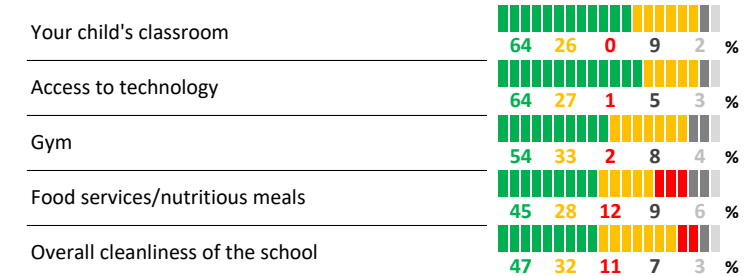 Your child's classroom
64 26 0 9 2 %
Access to technology
64 27 1 5 3 %
Gym
54 33 2 8 4 %
Food services/nutritious meals
45 28 12 9 6 %
Overall cleanliness of the school
47 32 11 7 3 %